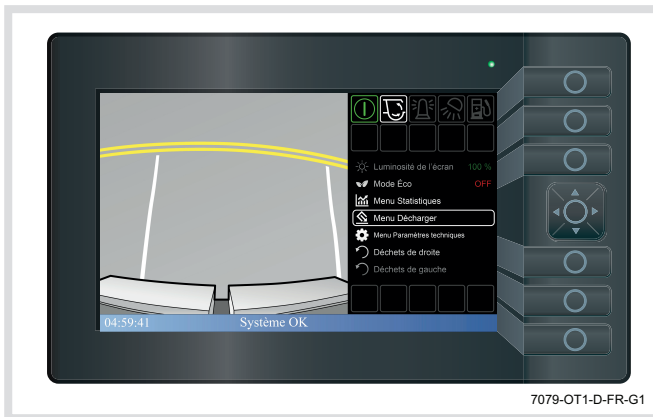 Luminosité de l'écran 100 %
Mode Éco OFF
Menu Statistiques
Menu Décharger
Menu Paramètres techniques
Déchets de droite
Déchets de gauche
04:59:41 Système OK
7079-OT1-D-FR-G1